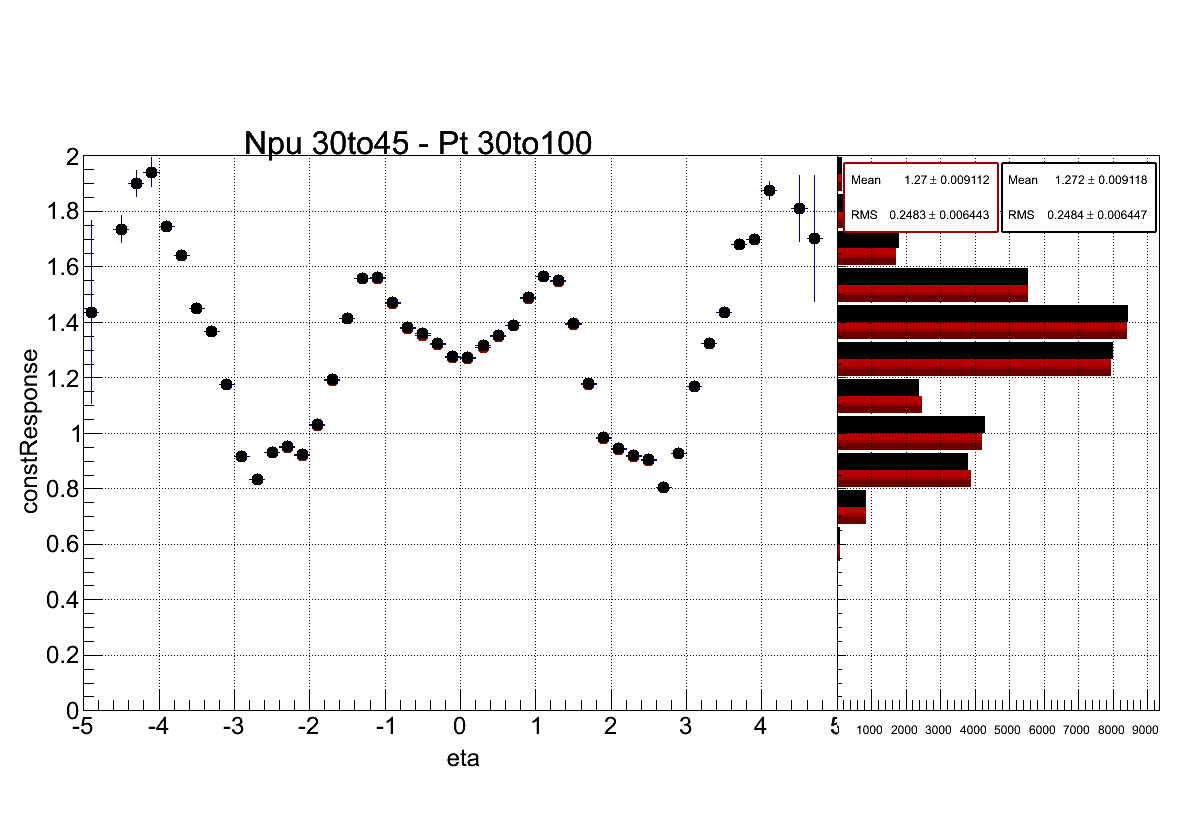 Npu 30to45 - Pt 30to100
Mean 1.27 ± 0.009112
RMS 0.2483 ± 0.006443
Mean 1.272 ± 0.009118
RMS 0.2484 ± 0.006447
constResponse
2
1.8
1.6
1.4
1.2
1
0.8
0.6
0.4
0.2
0
-5 -4 -3 -2 -1 0 1 2 3 4 5
1000 2000 3000 4000 5000 6000 7000 8000 9000
eta